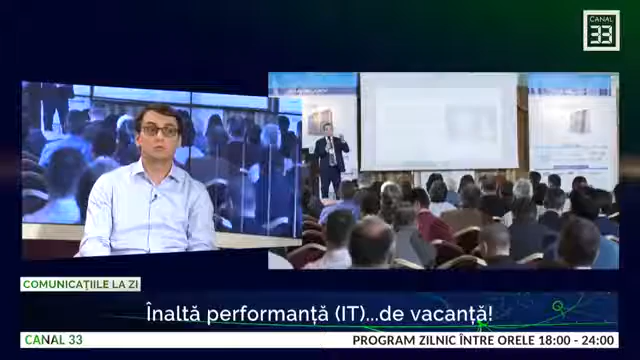 CANAL
33
COMUNICAȚIILE LA ZI
Înaltă performanță (IT)...de vacanță!
CANAL 33
PROGRAM ZILNIC ÎNTRE ORELE 18:00 - 24:00